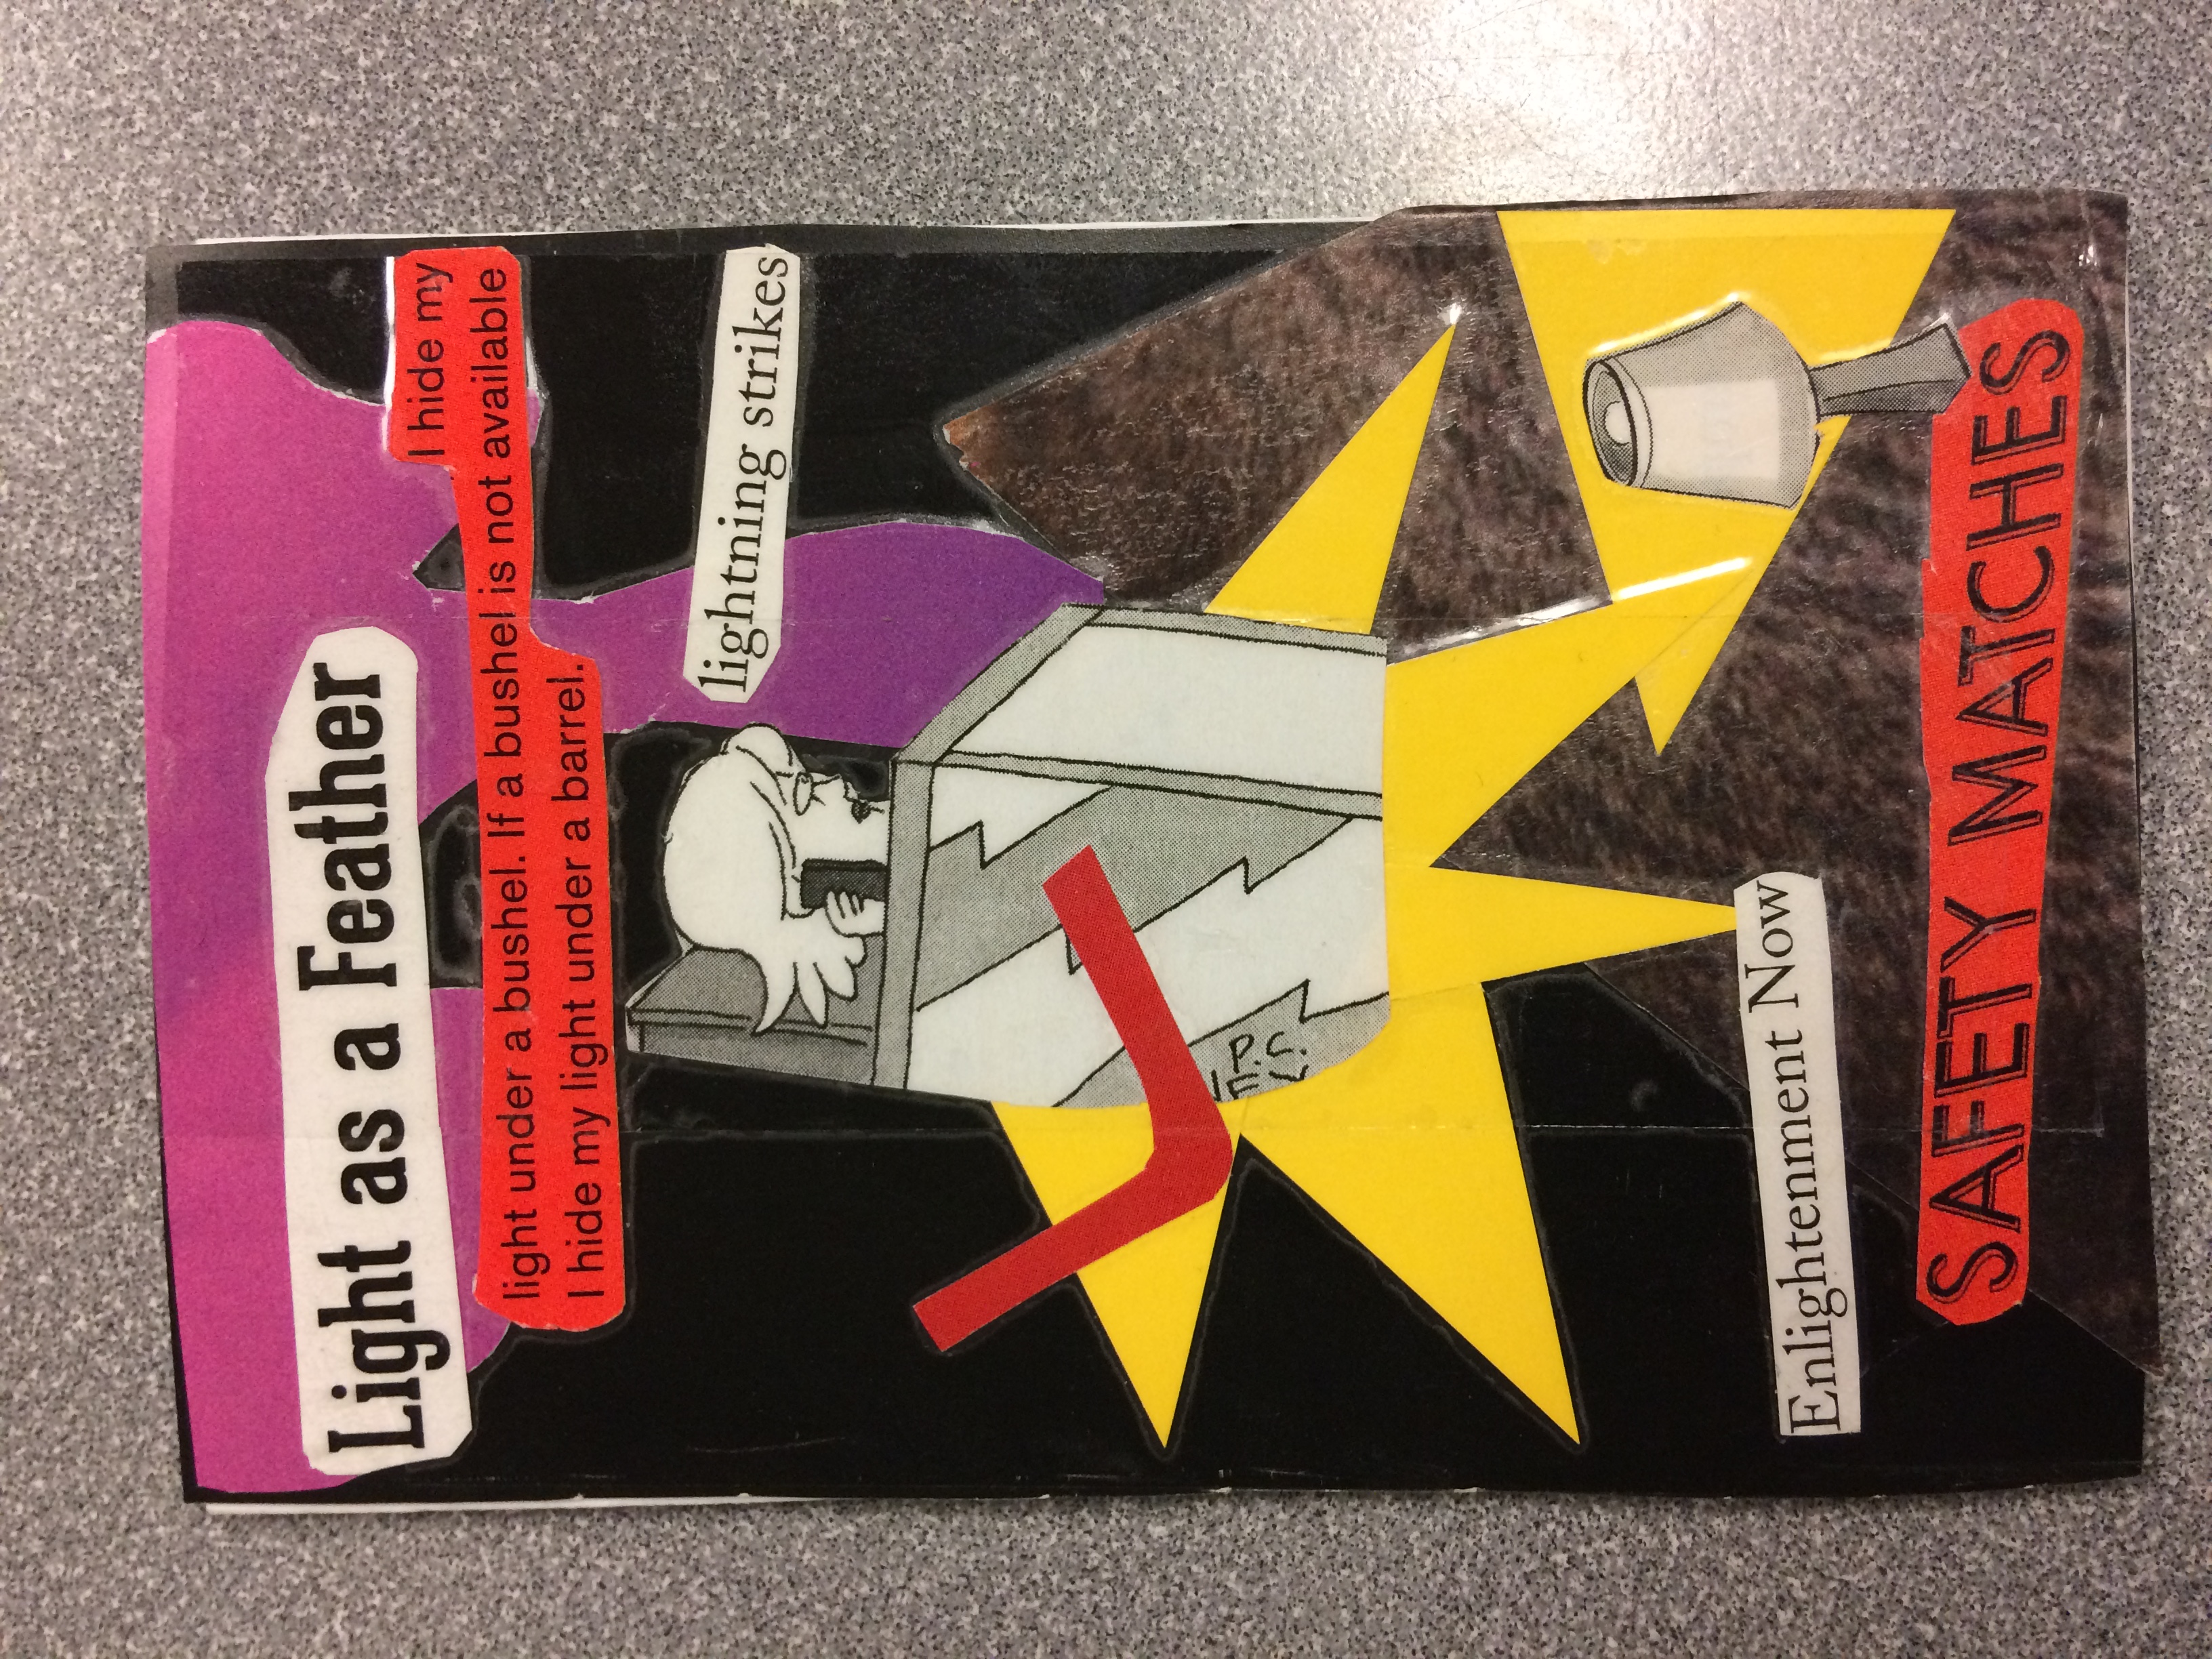 Light as a Feather
I hide my
light under a bushel. If a bushel is not available
I hide my light under a barrel.
lightning strikes
P.C.
Enlightenment Now
SAFETY MATCHES